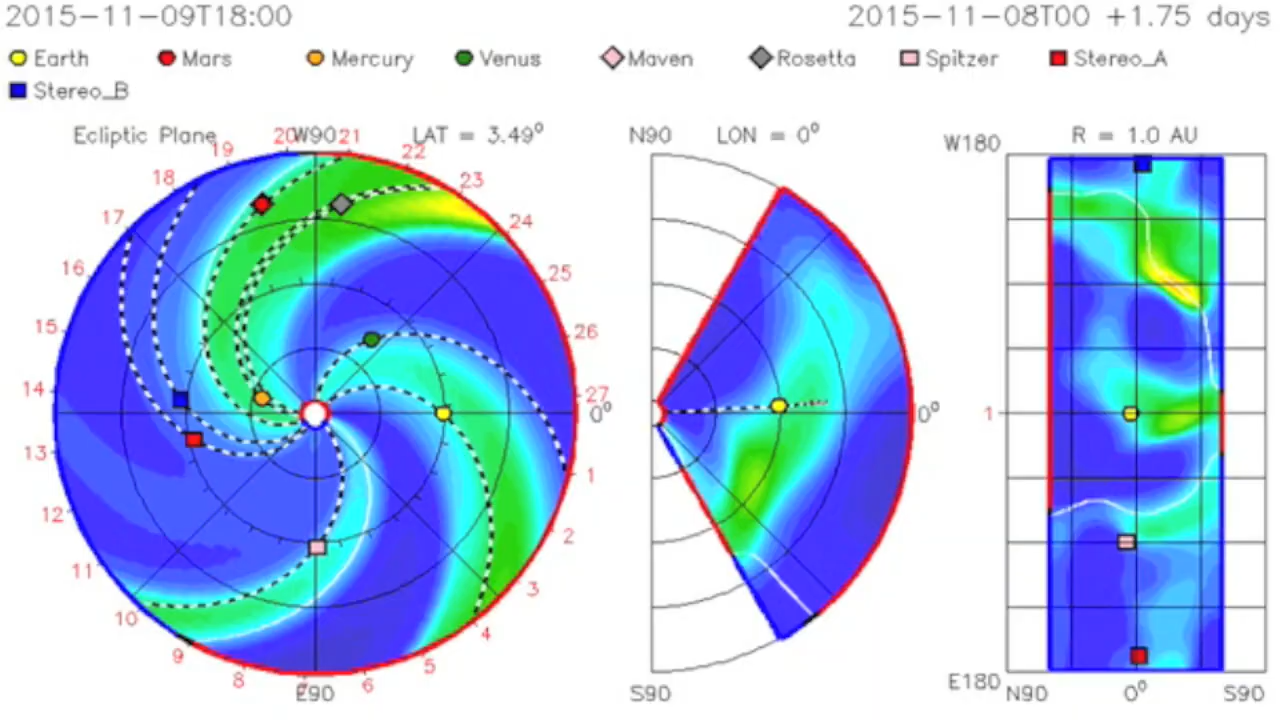 2015-11-09T18:00 2015-11-08T00 +1.75 days
Earth Mars Mercury Venus Maven Rosetta Spitzer Stereo_A
Stereo_B
Ecliptic Plane W90 LAT = 3.49° N90 LON = 0° W180 R = 1.0 AU
20 21
19 22
18 23
17 24
16 25
15 26
14 27
0° 0° 1
13 1
12 2
11 3
10 4
9 5
8 7 6
E90 S90 E180 N90 0° S90